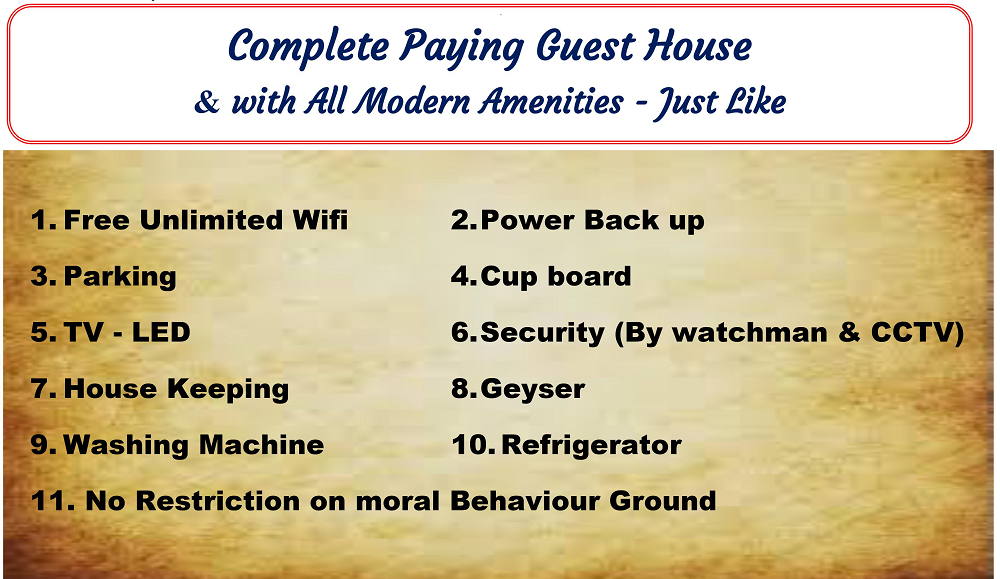 Complete Paying Guest House
& with All Modern Amenities - Just Like
1. Free Unlimited Wifi 2.Power Back up
3. Parking 4.Cup board
5. TV - LED 6.Security (By watchman & CCTV)
7. House Keeping 8.Geyser
9. Washing Machine 10. Refrigerator
11. No Restriction on moral Behaviour Ground